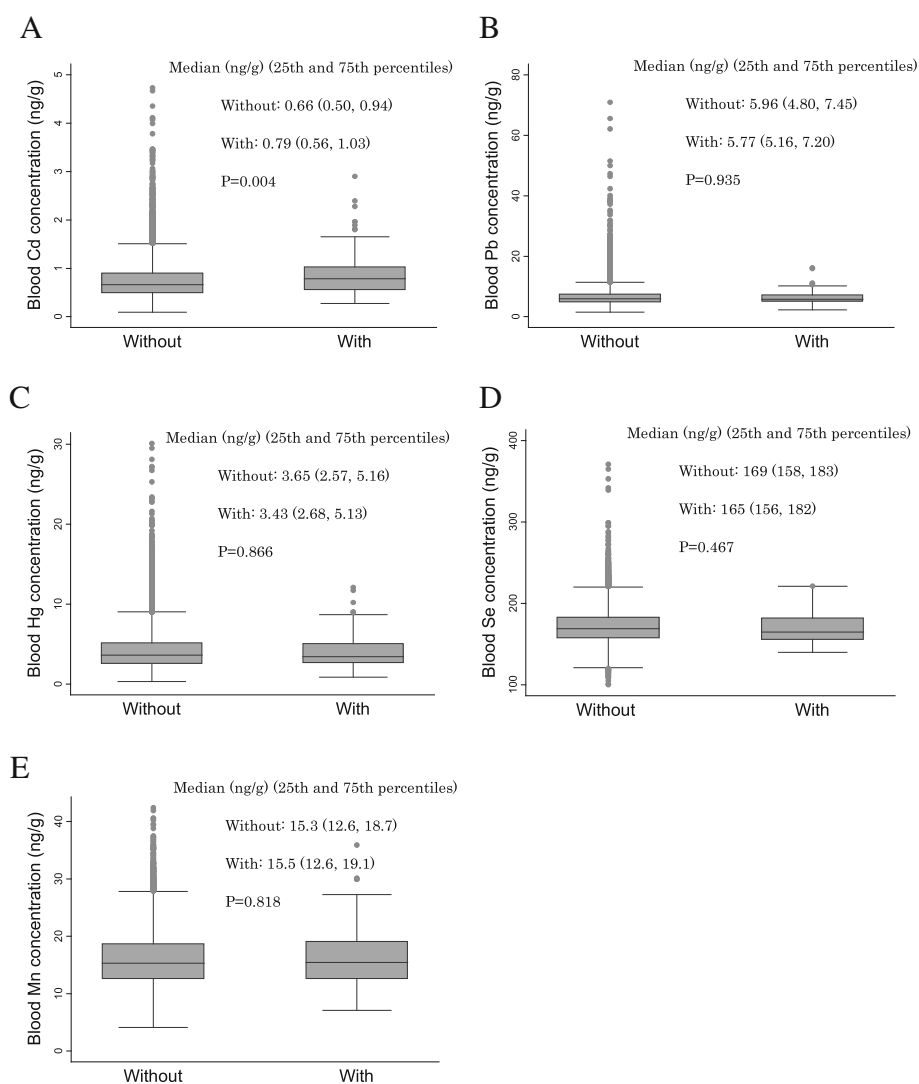 A
Median (ng/g) (25th and 75th percentiles)
Without: 0.66 (0.50, 0.94)
With: 0.79 (0.56, 1.03)
P=0.004
Blood Cd concentration (ng/g)
5
4
3
2
1
0
Without With
B
Median (ng/g) (25th and 75th percentiles)
Without: 5.96 (4.80, 7.45)
With: 5.77 (5.16, 7.20)
P=0.935
Blood Pb concentration (ng/g)
80
60
40
20
0
Without With
C
Median (ng/g) (25th and 75th percentiles)
Without: 3.65 (2.57, 5.16)
With: 3.43 (2.68, 5.13)
P=0.866
Blood Hg concentration (ng/g)
30
20
10
0
Without With
D
Median (ng/g) (25th and 75th percentiles)
Without: 169 (158, 183)
With: 165 (156, 182)
P=0.467
Blood Se concentration (ng/g)
400
300
200
100
Without With
E
Median (ng/g) (25th and 75th percentiles)
Without: 15.3 (12.6, 18.7)
With: 15.5 (12.6, 19.1)
P=0.818
Blood Mn concentration (ng/g)
40
30
20
10
0
Without With